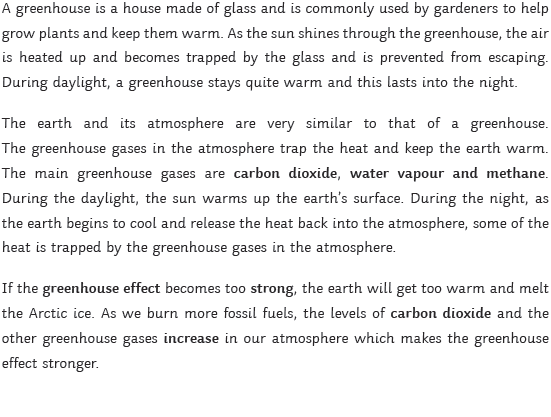 A greenhouse is a house made of glass and is commonly used by gardeners to help
grow plants and keep them warm. As the sun shines through the greenhouse, the air
is heated up and becomes trapped by the glass and is prevented from escaping.
During daylight, a greenhouse stays quite warm and this lasts into the night.
The earth and its atmosphere are very similar to that of a greenhouse.
The greenhouse gases in the atmosphere trap the heat and keep the earth warm.
The main greenhouse gases are carbon dioxide, water vapour and methane.
During the daylight, the sun warms up the earth’s surface. During the night, as
the earth begins to cool and release the heat back into the atmosphere, some of the
heat is trapped by the greenhouse gases in the atmosphere.
If the greenhouse effect becomes too strong, the earth will get too warm and melt
the Arctic ice. As we burn more fossil fuels, the levels of carbon dioxide and the
other greenhouse gases increase in our atmosphere which makes the greenhouse
effect stronger.